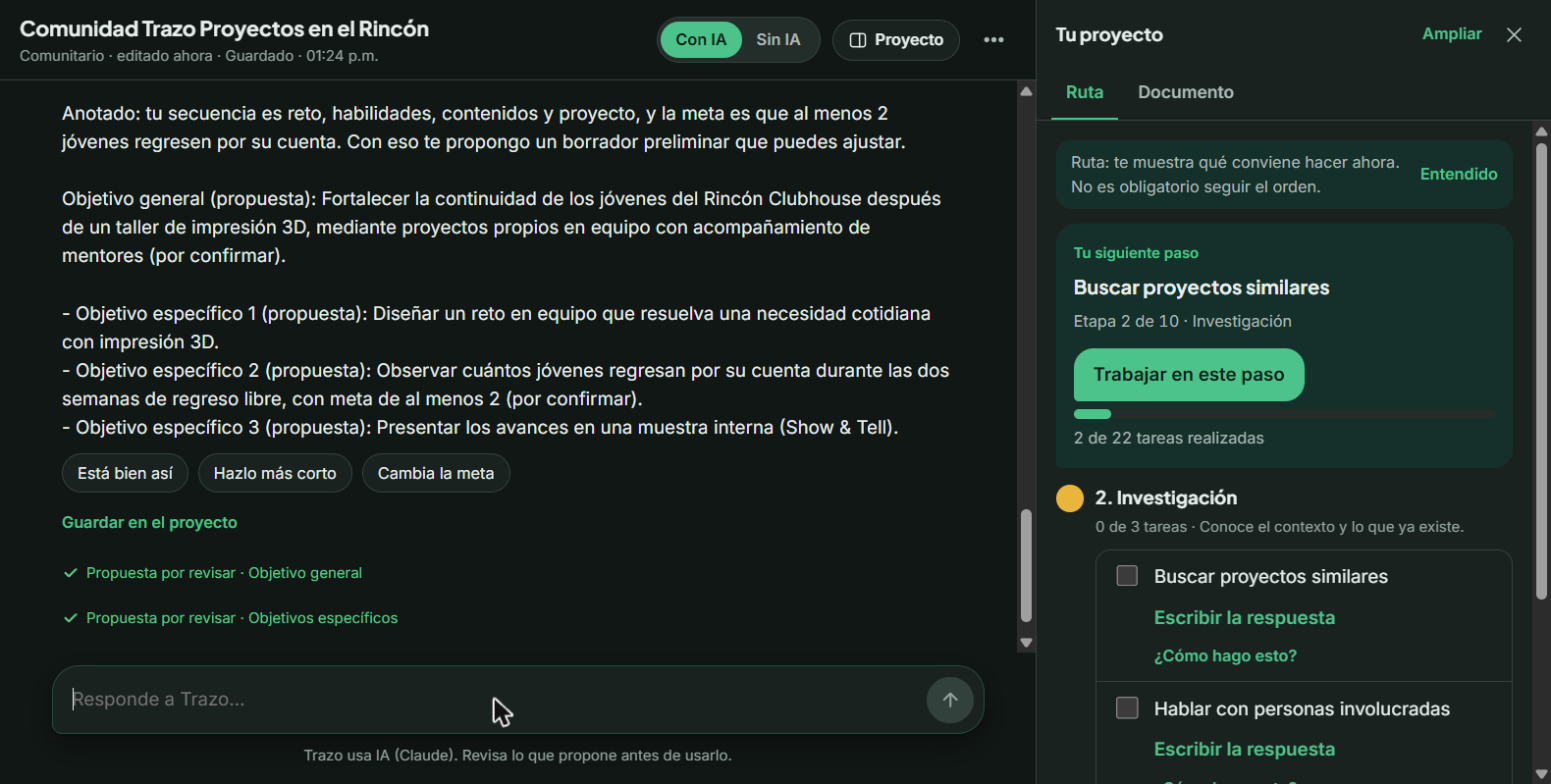 Comunidad Trazo Proyectos en el Rincón
Comunitario · editado ahora · Guardado · 01:24 p.m.
Con IA
Sin IA
Proyecto
Anotado: tu secuencia es reto, habilidades, contenidos y proyecto, y la meta es que al menos 2
jóvenes regresen por su cuenta. Con eso te propongo un borrador preliminar que puedes ajustar.
Objetivo general (propuesta): Fortalecer la continuidad de los jóvenes del Rincón Clubhouse después
de un taller de impresión 3D, mediante proyectos propios en equipo con acompañamiento de
mentores (por confirmar).
- Objetivo específico 1 (propuesta): Diseñar un reto en equipo que resuelva una necesidad cotidiana
con impresión 3D.
- Objetivo específico 2 (propuesta): Observar cuántos jóvenes regresan por su cuenta durante las dos
semanas de regreso libre, con meta de al menos 2 (por confirmar).
- Objetivo específico 3 (propuesta): Presentar los avances en una muestra interna (Show & Tell).
Está bien así
Hazlo más corto
Cambia la meta
Guardar en el proyecto
Propuesta por revisar · Objetivo general
Propuesta por revisar · Objetivos específicos
Responde a Trazo...
Trazo usa IA (Claude). Revisa lo que propone antes de usarlo.
Tu proyecto
Ampliar
Ruta
Documento
Ruta: te muestra qué conviene hacer ahora.
No es obligatorio seguir el orden.
Entendido
Tu siguiente paso
Buscar proyectos similares
Etapa 2 de 10 · Investigación
Trabajar en este paso
2 de 22 tareas realizadas
2. Investigación
0 de 3 tareas · Conoce el contexto y lo que ya existe.
Buscar proyectos similares
Escribir la respuesta
¿Cómo hago esto?
Hablar con personas involucradas
Escribir la respuesta